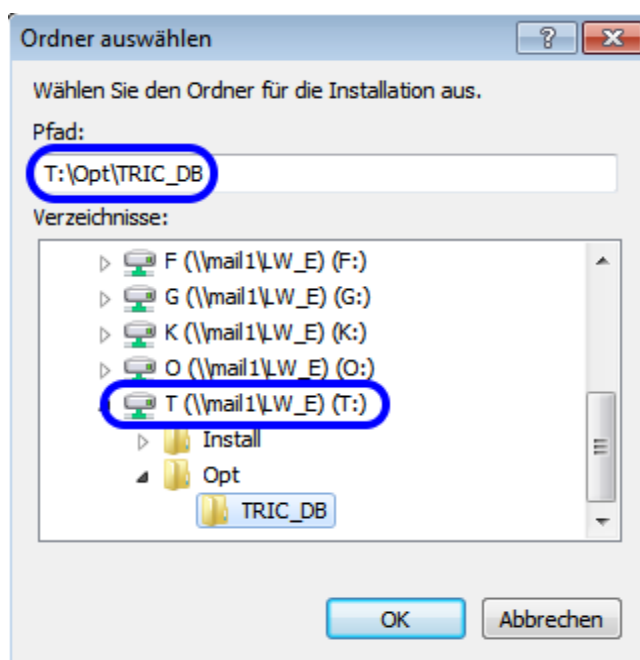 Ordner auswählen
Wählen Sie den Ordner für die Installation aus.
Pfad:
T:\Opt\TRIC_DB
Verzeichnisse:
F (\\mail1\LW_E) (F:)
G (\\mail1\LW_E) (G:)
K (\\mail1\LW_E) (K:)
O (\\mail1\LW_E) (O:)
T (\\mail1\LW_E) (T:)
Install
Opt
TRIC_DB
OK Abbrechen